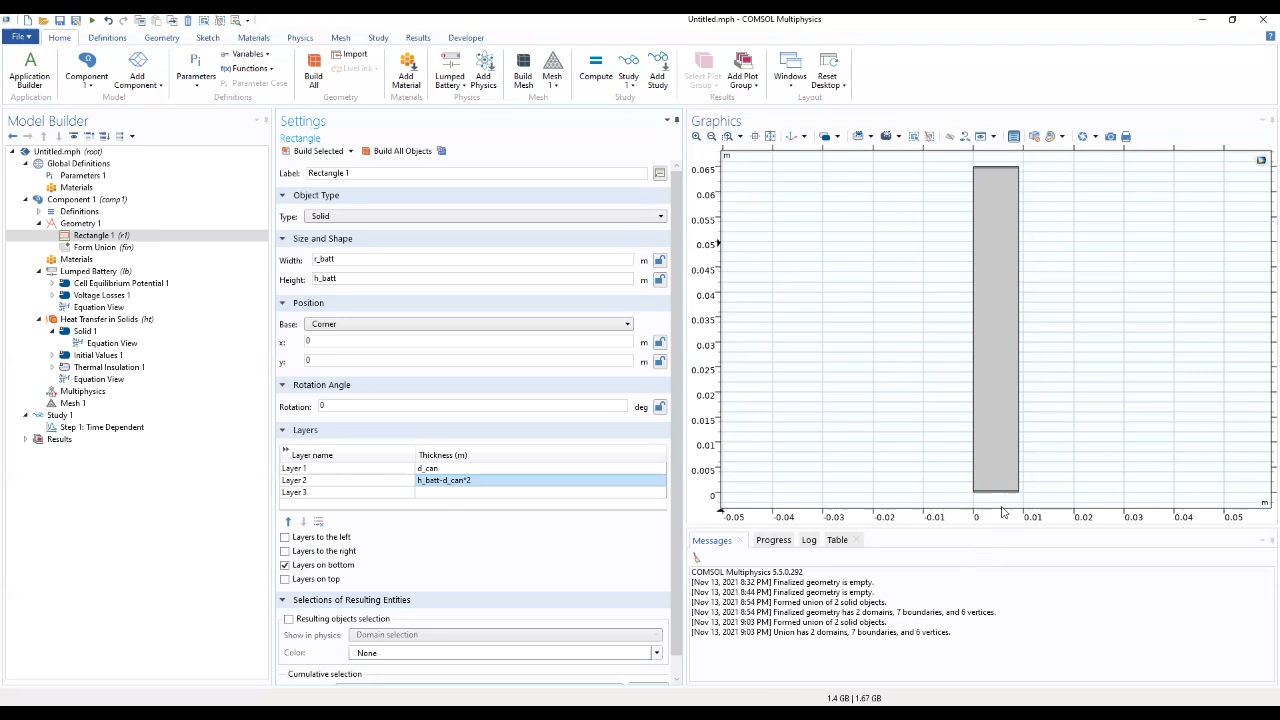 Untitled.mph - COMSOL Multiphysics
File
Home
Definitions
Geometry
Sketch
Materials
Physics
Mesh
Study
Results
Developer
Application Builder
Application
Component 1
Add Component
Model
Parameters
Variables
Functions
Parameter Case
Definitions
Build All
Import
LiveLink
Geometry
Add Material
Materials
Lumped Battery
Add Physics
Physics
Build Mesh
Mesh 1
Mesh
Compute
Study 1
Add Study
Study
Select Plot Group
Add Plot Group
Results
Windows
Reset Desktop
Layout
Model Builder
Untitled.mph (root)
Global Definitions
Parameters 1
Materials
Component 1 (comp1)
Definitions
Geometry 1
Rectangle 1 (r1)
Form Union (fin)
Materials
Lumped Battery (lb)
Cell Equilibrium Potential 1
Voltage Losses 1
Equation View
Heat Transfer in Solids (ht)
Solid 1
Equation View
Initial Values 1
Thermal Insulation 1
Equation View
Multiphysics
Mesh 1
Study 1
Step 1: Time Dependent
Results
Settings
Rectangle
Build Selected
Build All Objects
Label: Rectangle 1
Object Type
Type: Solid
Size and Shape
Width: r_batt m
Height: h_batt m
Position
Base: Corner
x: 0 m
y: 0 m
Rotation Angle
Rotation: 0 deg
Layers
Layer name Thickness (m)
Layer 1 d_can
Layer 2 h_batt-d_can*2
Layer 3
Layers to the left
Layers to the right
Layers on bottom
Layers on top
Selections of Resulting Entities
Resulting objects selection
Show in physics: Domain selection
Color: None
Cumulative selection
Graphics
m
0.065
0.06
0.055
0.05
0.045
0.04
0.035
0.03
0.025
0.02
0.015
0.01
0.005
0
m
-0.05 -0.04 -0.03 -0.02 -0.01 0 0.01 0.02 0.03 0.04 0.05
Messages Progress Log Table
COMSOL Multiphysics 5.5.0.292
[Nov 13, 2021 8:32 PM] Finalized geometry is empty.
[Nov 13, 2021 8:44 PM] Finalized geometry is empty.
[Nov 13, 2021 8:54 PM] Formed union of 2 solid objects.
[Nov 13, 2021 8:54 PM] Finalized geometry has 2 domains, 7 boundaries, and 6 vertices.
[Nov 13, 2021 9:03 PM] Formed union of 2 solid objects.
[Nov 13, 2021 9:03 PM] Union has 2 domains, 7 boundaries, and 6 vertices.
1.4 GB | 1.67 GB